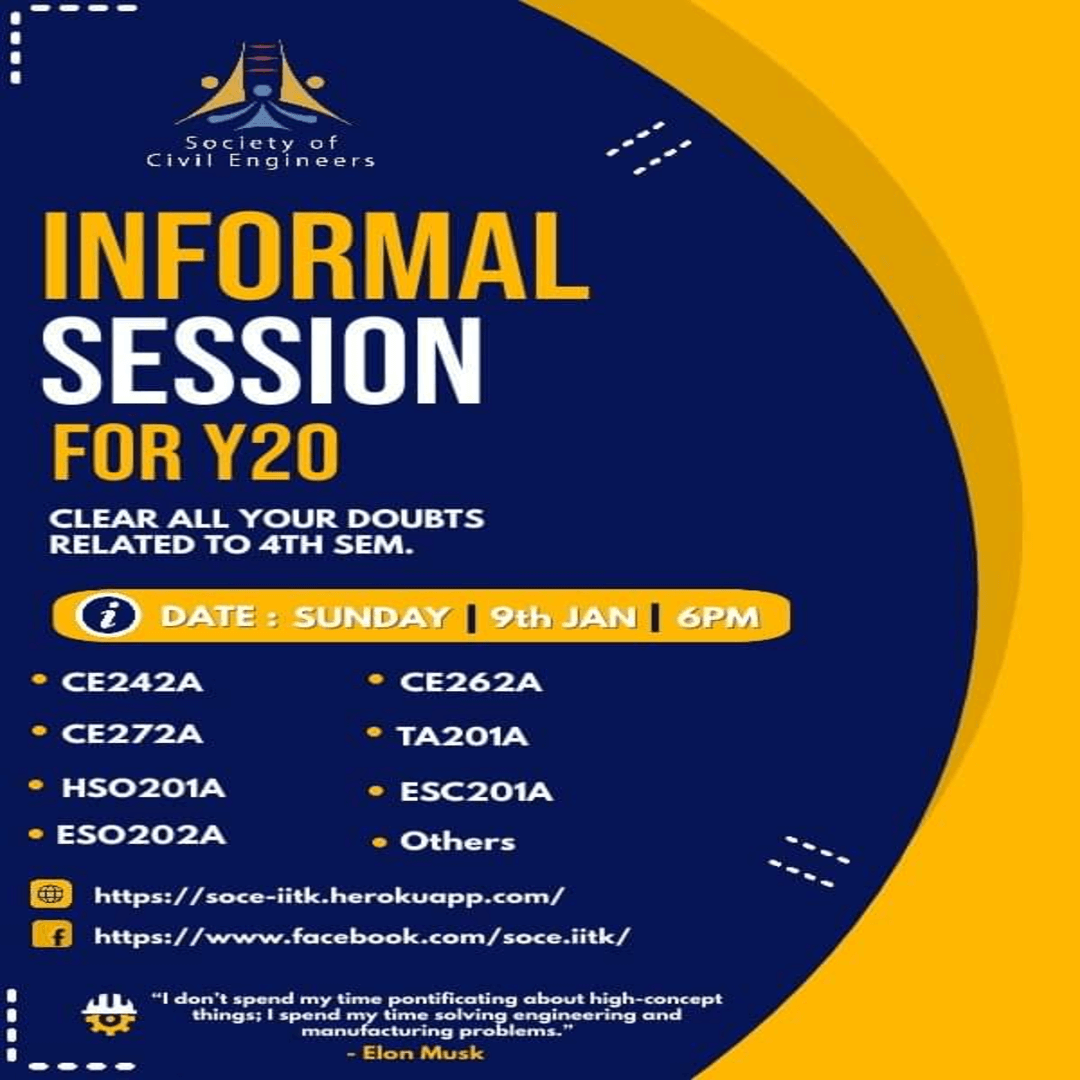 Society of
Civil Engineers
INFORMAL
SESSION
FOR Y20
CLEAR ALL YOUR DOUBTS
RELATED TO 4TH SEM.
i DATE : SUNDAY | 9th JAN | 6PM
• CE242A
• CE272A
• HSO201A
• ESO202A
• CE262A
• TA201A
• ESC201A
• Others
https://soce-iitk.herokuapp.com/
f https://www.facebook.com/soce.iitk/
“I don’t spend my time pontificating about high-concept
things; I spend my time solving engineering and
manufacturing problems.”
- Elon Musk